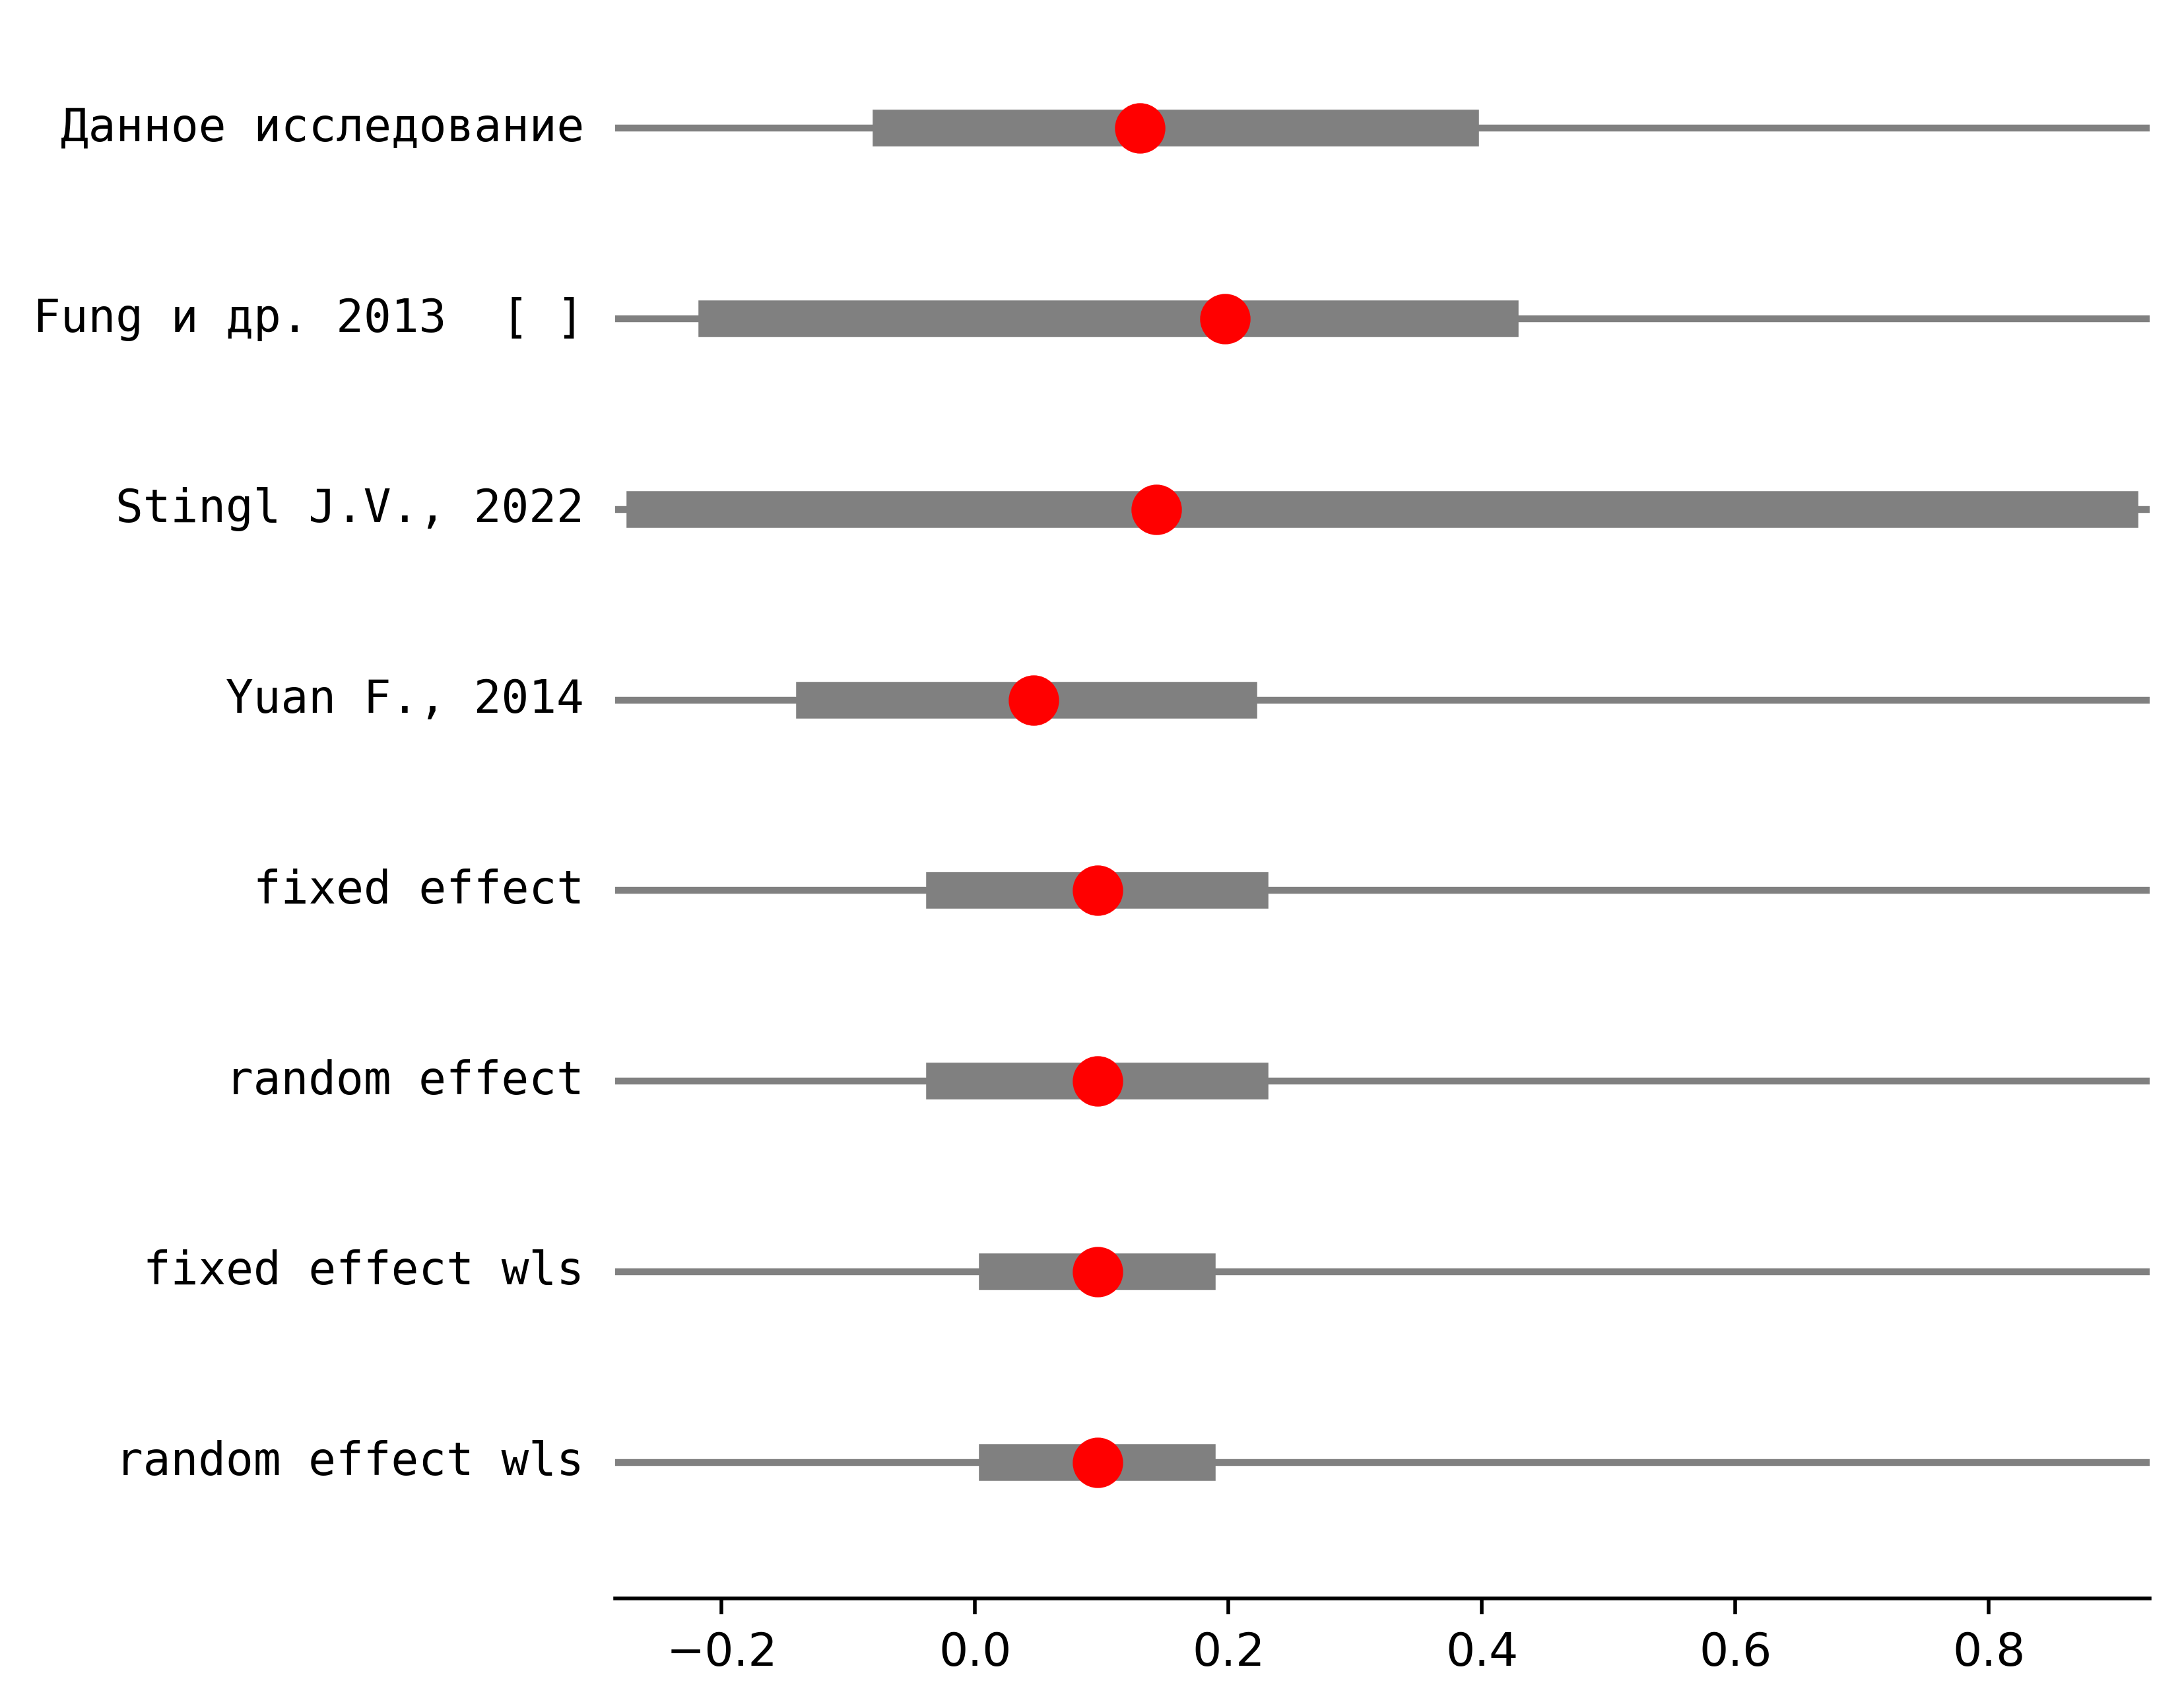 Данное исследование
Fung и др. 2013  [ ]
Stingl J.V., 2022
Yuan F., 2014
fixed effect
random effect
fixed effect wls
random effect wls
−0.2 0.0 0.2 0.4 0.6 0.8